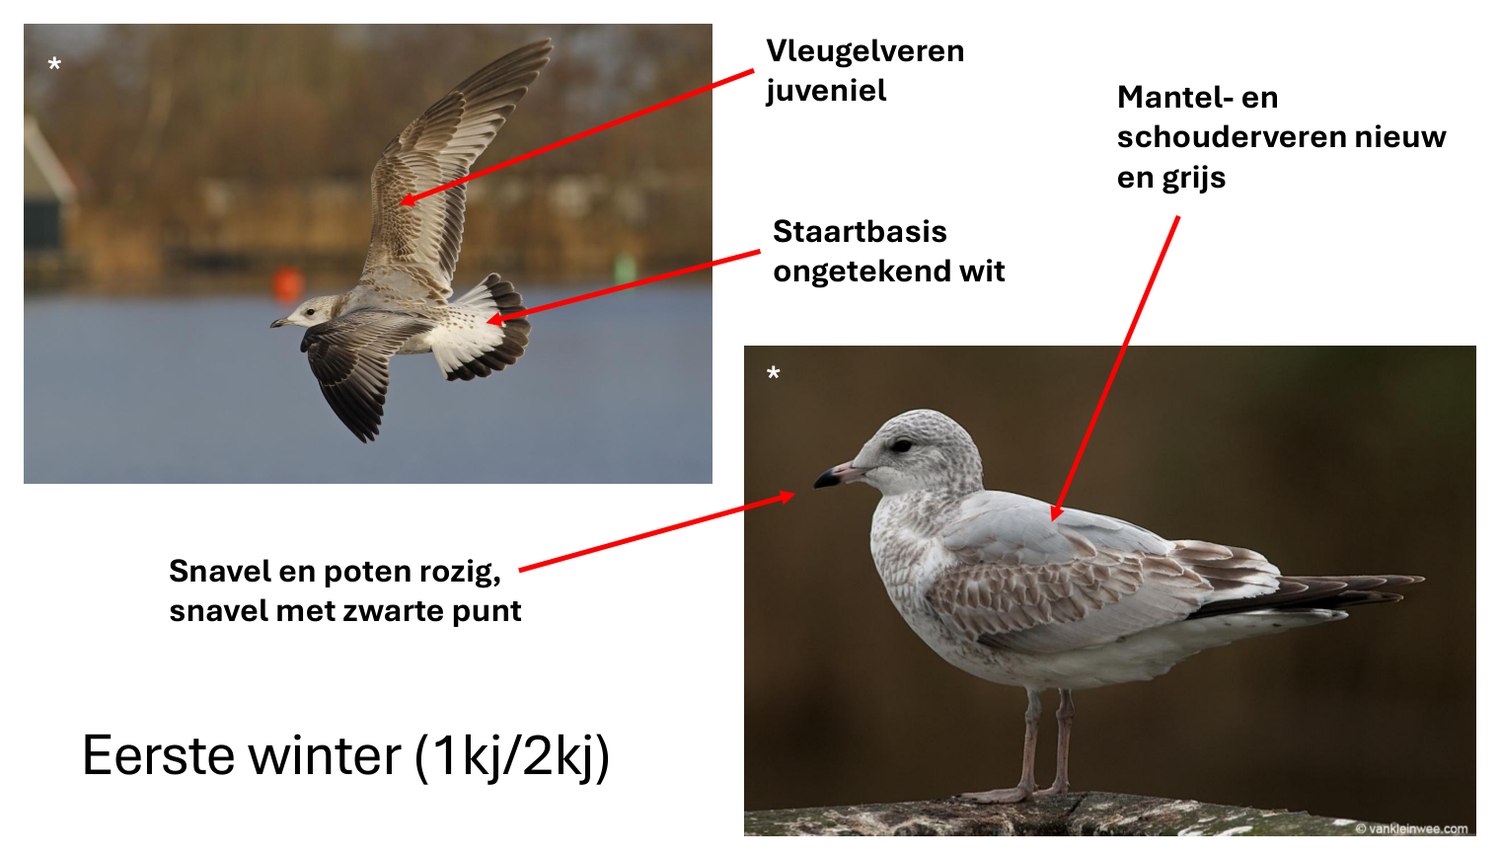 *
Vleugelveren
juveniel
Mantel- en
schouderveren nieuw
en grijs
Staartbasis
ongetekend wit
*
Snavel en poten rozig,
snavel met zwarte punt
Eerste winter (1kj/2kj)
© vankleinwee.com